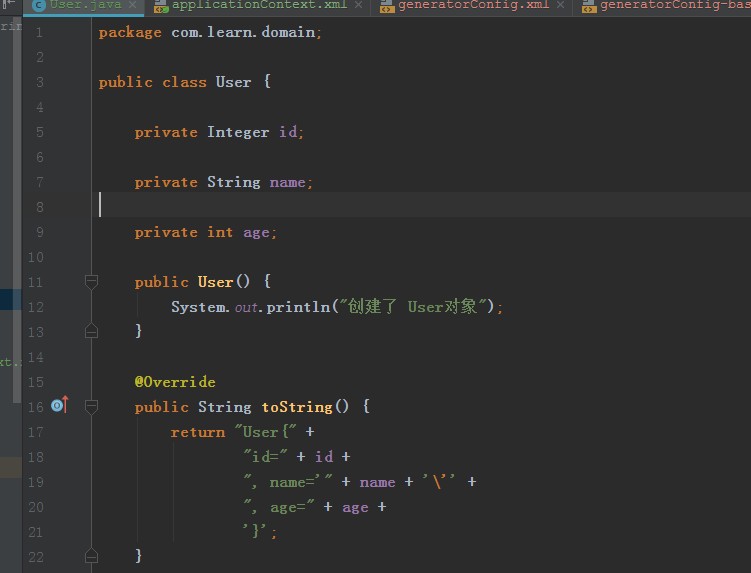 User.java applicationContext.xml generatorConfig.xml generatorConfig-bas
1 package com.learn.domain;
2
3 public class User {
4
5 private Integer id;
6
7 private String name;
8
9 private int age;
10
11 public User() {
12 System.out.println("创建了 User对象");
13 }
14
15 @Override
16 public String toString() {
17 return "User{" +
18 "id=" + id +
19 ", name='" + name + '\'' +
20 ", age=" + age +
21 '}';
22 }